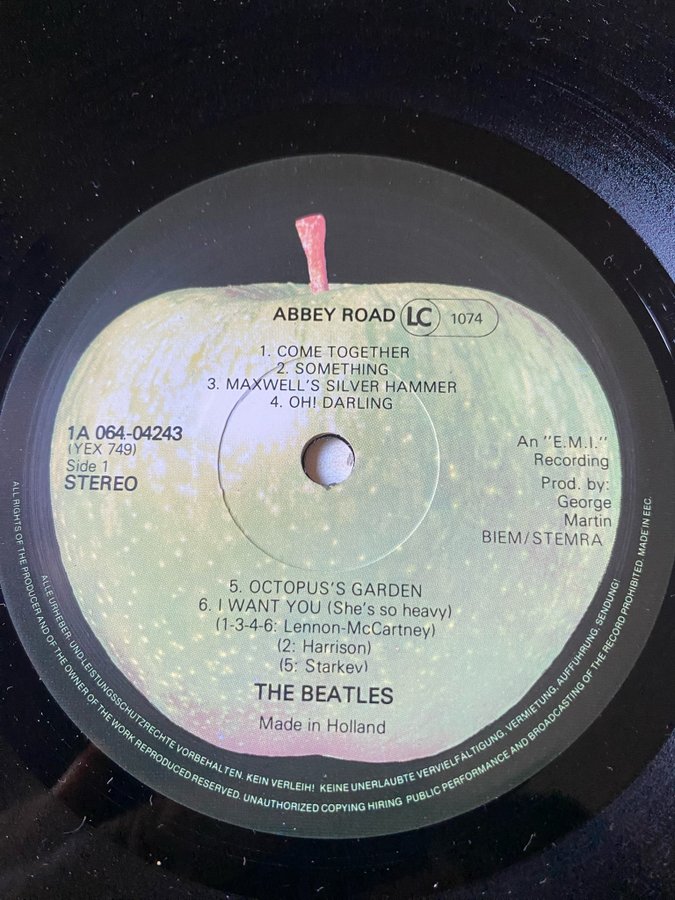 ABBEY ROAD LC 1074
1. COME TOGETHER
2. SOMETHING
3. MAXWELL'S SILVER HAMMER
4. OH! DARLING
1A 064-04243
(YEX 749)
Side 1
STEREO
An "E.M.I."
Recording
Prod. by:
George
Martin
BIEM/STEMRA
5. OCTOPUS'S GARDEN
6. I WANT YOU (She's so heavy)
(1-3-4-6: Lennon-McCartney)
(2: Harrison)
(5: Starkey)
THE BEATLES
Made in Holland
ALLE URHEBER- UND LEISTUNGSSCHUTZRECHTE VORBEHALTEN. KEIN VERLEIH! KEINE UNERLAUBTE VERVIELFÄLTIGUNG, VERMIETUNG, AUFFÜHRUNG, SENDUNG!
ALL RIGHTS OF THE PRODUCER AND OF THE OWNER OF THE WORK REPRODUCED RESERVED. UNAUTHORIZED COPYING HIRING PUBLIC PERFORMANCE AND BROADCASTING OF THE RECORD PROHIBITED. MADE IN EEC.